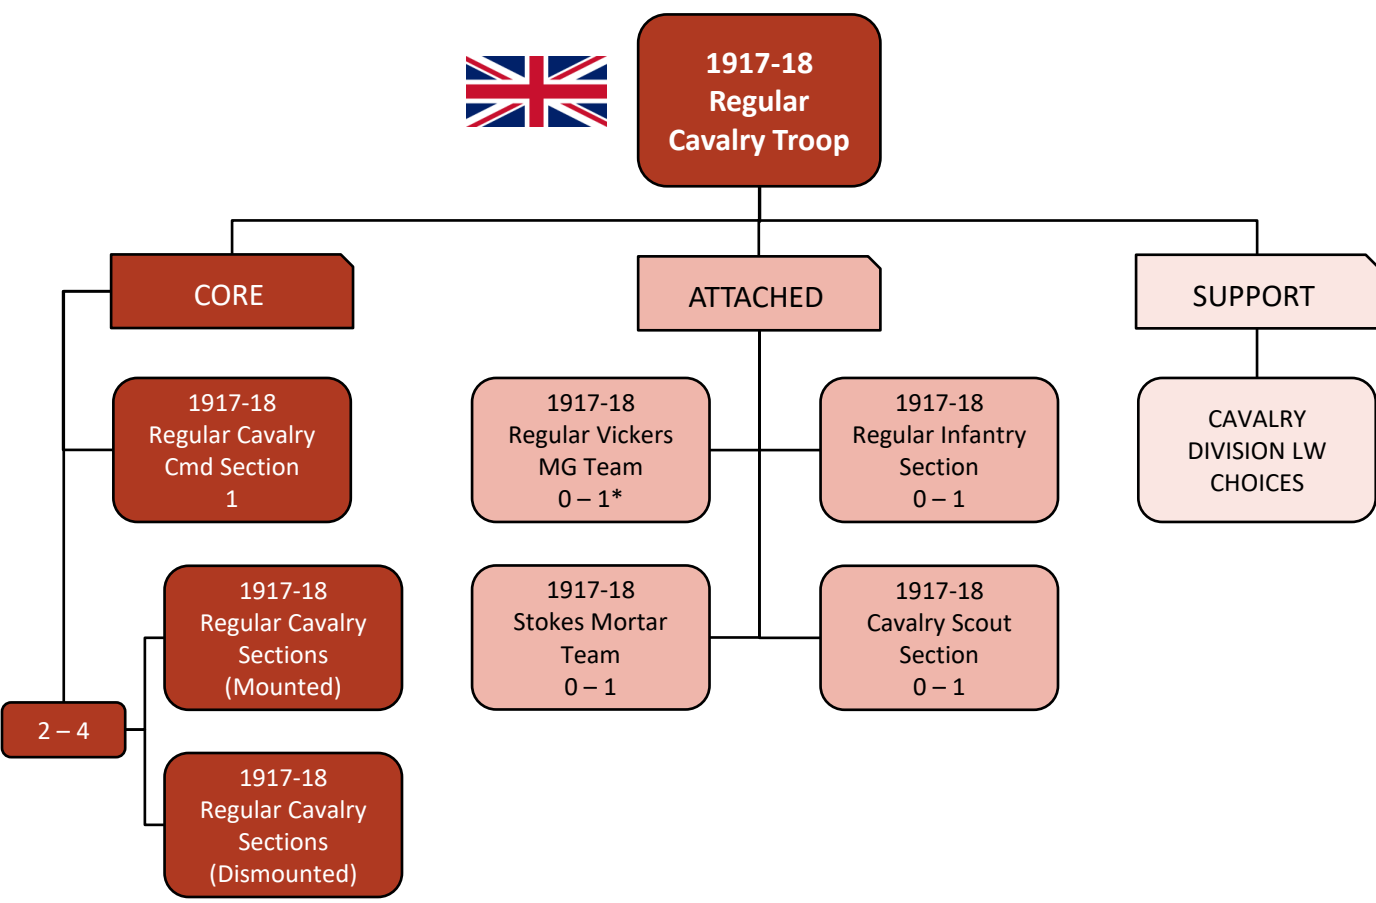 1917-18
Regular
Cavalry Troop
CORE
ATTACHED
SUPPORT
1917-18
Regular Cavalry
Cmd Section
1
1917-18
Regular Vickers
MG Team
0 – 1*
1917-18
Regular Infantry
Section
0 – 1
CAVALRY
DIVISION LW
CHOICES
1917-18
Regular Cavalry
Sections
(Mounted)
1917-18
Stokes Mortar
Team
0 – 1
1917-18
Cavalry Scout
Section
0 – 1
2 – 4
1917-18
Regular Cavalry
Sections
(Dismounted)